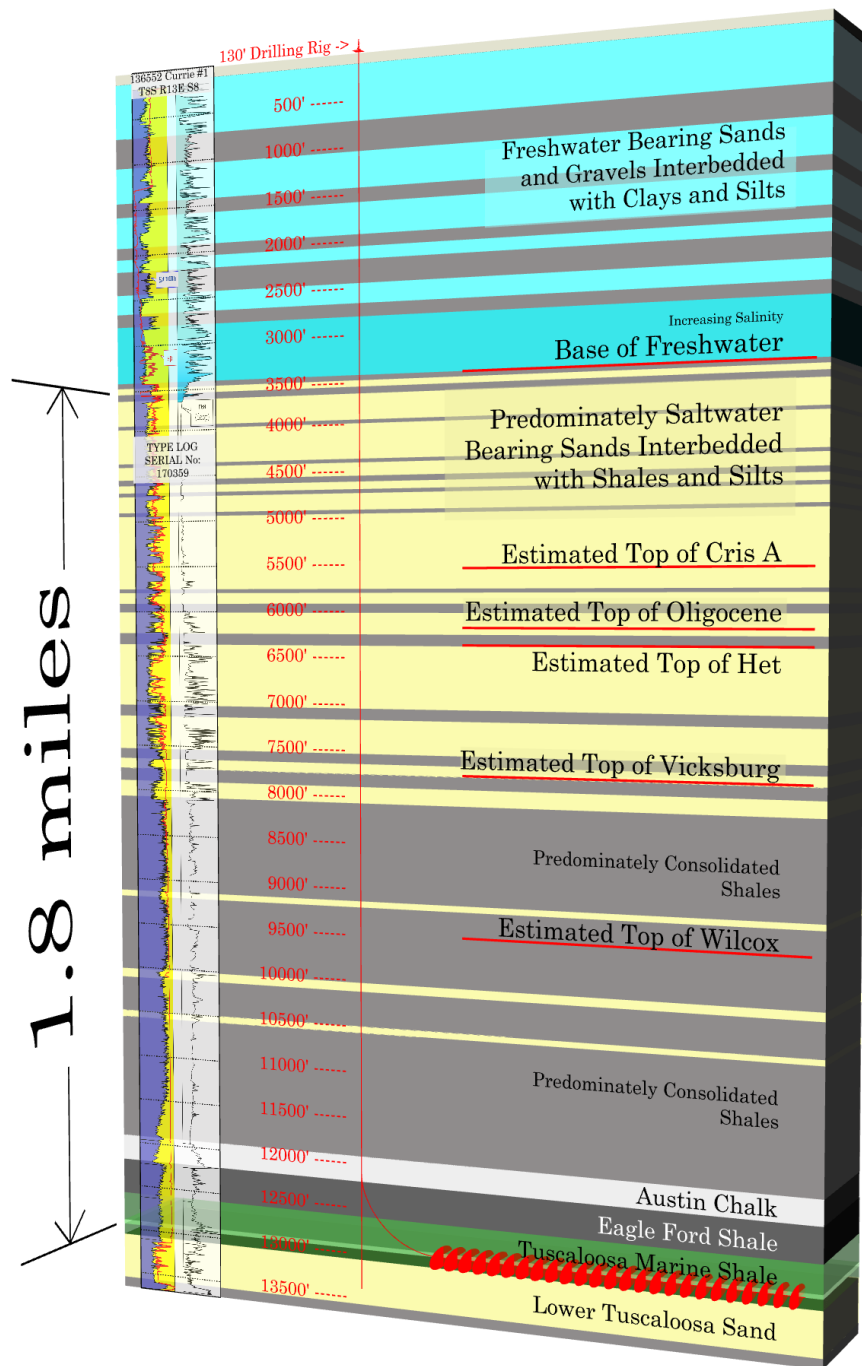 130' Drilling Rig ->
136552 Currie #1
T8S R13E S8
500' ------
1000' ------
1500' ------
2000' ------
2500' ------
3000' ------
3500' ------
4000' ------
4500' ------
5000' ------
5500' ------
6000' ------
6500' ------
7000' ------
7500' ------
8000' ------
8500' ------
9000' ------
9500' ------
10000' ------
10500' ------
11000' ------
11500' ------
12000' ------
12500' ------
13000' ------
13500' ------
TYPE LOG
SERIAL No:
170359
1.8 miles
Freshwater Bearing Sands
and Gravels Interbedded
with Clays and Silts
Increasing Salinity
Base of Freshwater
Predominately Saltwater
Bearing Sands Interbedded
with Shales and Silts
Estimated Top of Cris A
Estimated Top of Oligocene
Estimated Top of Het
Estimated Top of Vicksburg
Predominately Consolidated
Shales
Estimated Top of Wilcox
Predominately Consolidated
Shales
Austin Chalk
Eagle Ford Shale
Tuscaloosa Marine Shale
Lower Tuscaloosa Sand